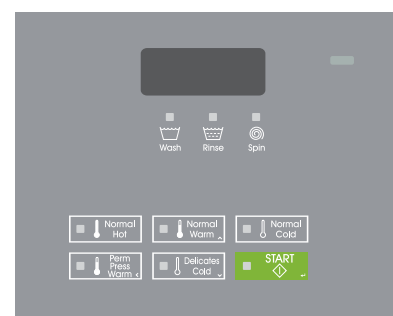 Wash Rinse Spin
Normal Normal Normal
Hot Warm Cold
Perm Delicates START
Press Cold
Warm